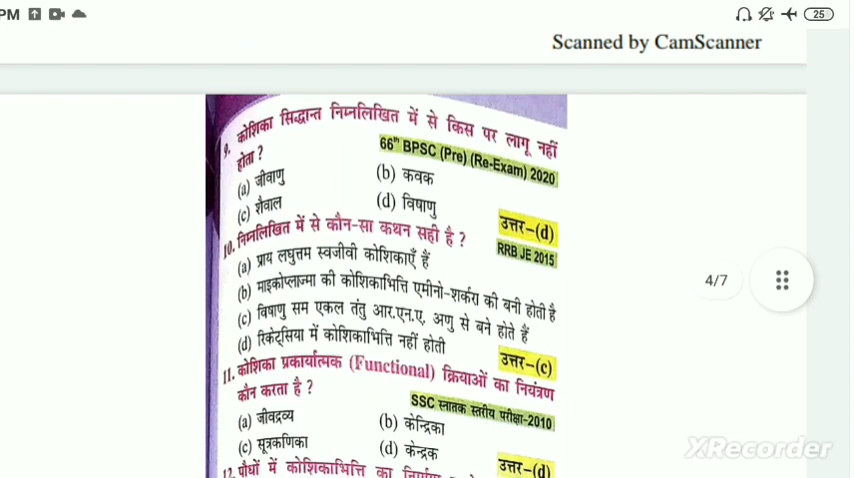 PM
25
Scanned by CamScanner
9. कोशिका सिद्धान्त निम्नलिखित में से किस पर लागू नहीं
होता ?
66th BPSC (Pre) (Re-Exam) 2020
(a) जीवाणु (b) कवक
(c) शैवाल (d) विषाणु
उत्तर–(d)
10. निम्नलिखित में से कौन-सा कथन सही है ?
RRB JE 2015
(a) प्राय लघुत्तम स्वजीवी कोशिकाएँ हैं
(b) माइकोप्लाज्मा की कोशिकाभित्ति एमीनो-शर्करा की बनी होती है
(c) विषाणु सम एकल तंतु आर.एन.ए. अणु से बने होते हैं
(d) रिकेट्सिया में कोशिकाभित्ति नहीं होती
उत्तर–(c)
11. कोशिका प्रकार्यात्मक (Functional) क्रियाओं का नियंत्रण
कौन करता है ?
SSC स्नातक स्तरीय परीक्षा–2010
(a) जीवद्रव्य (b) केन्द्रिका
(c) सूत्रकणिका (d) केन्द्रक
उत्तर–(d)
12. पौधों में कोशिकाभित्ति का निर्माण
4/7
XRecorder